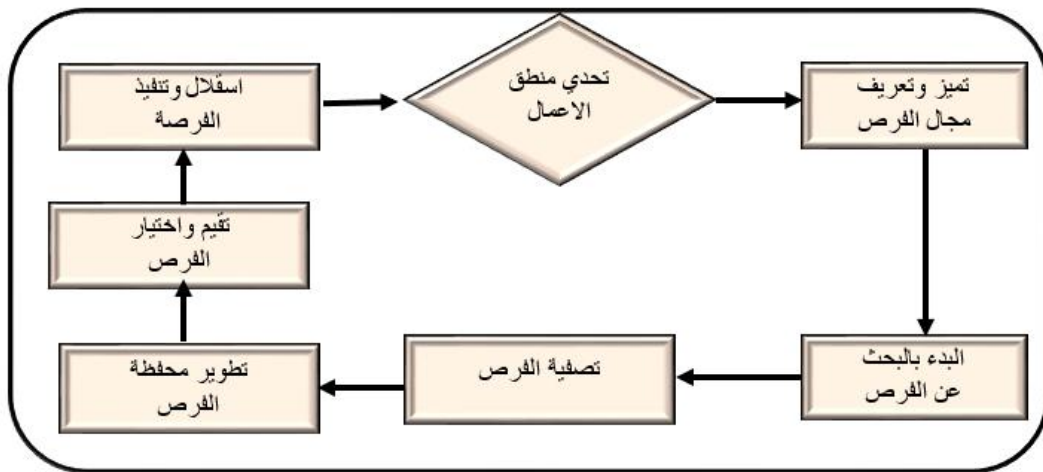 تحدي منطق
الاعمال
تميز وتعريف
مجال الفرص
البدء بالبحث
عن الفرص
تصفية الفرص
تطوير محفظة
الفرص
تقيم واختيار
الفرص
اسقلال وتنفيذ
الفرصة